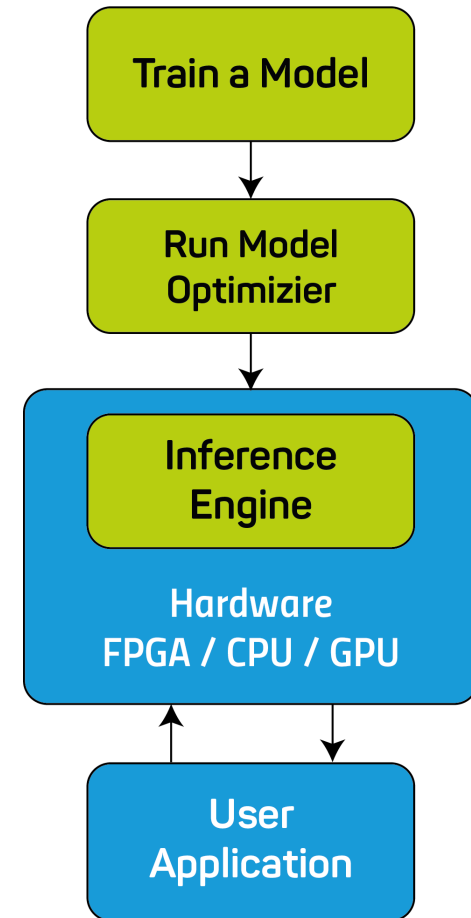 Train a Model
Run Model
Optimizier
Inference
Engine
Hardware
FPGA / CPU / GPU
User
Application